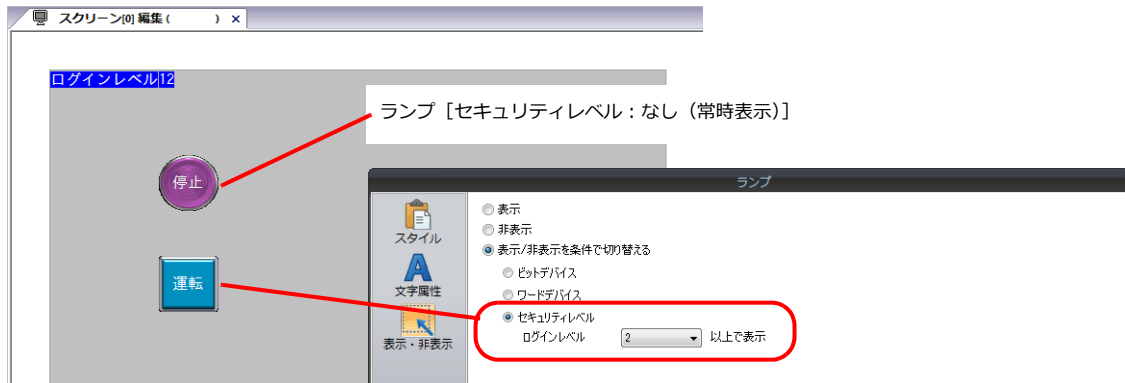 スクリーン[0] 編集 ( )
ログインレベル12
ランプ［セキュリティレベル：なし（常時表示）］
停止
ランプ
スタイル
表示
非表示
表示/非表示を条件で切り替える
文字属性
ビットデバイス
運転
ワードデバイス
セキュリティレベル
表示・非表示
ログインレベル 2 以上で表示